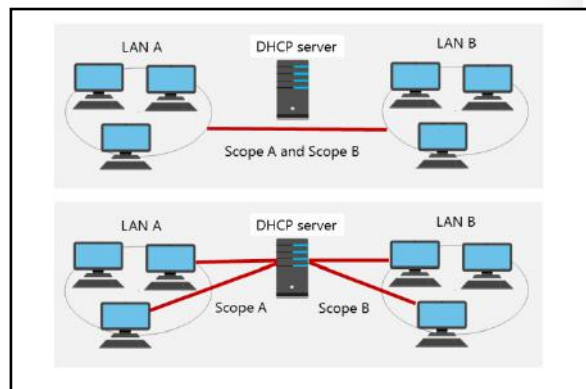 LAN A
DHCP server
LAN B
Scope A and Scope B
LAN A
DHCP server
LAN B
Scope A
Scope B